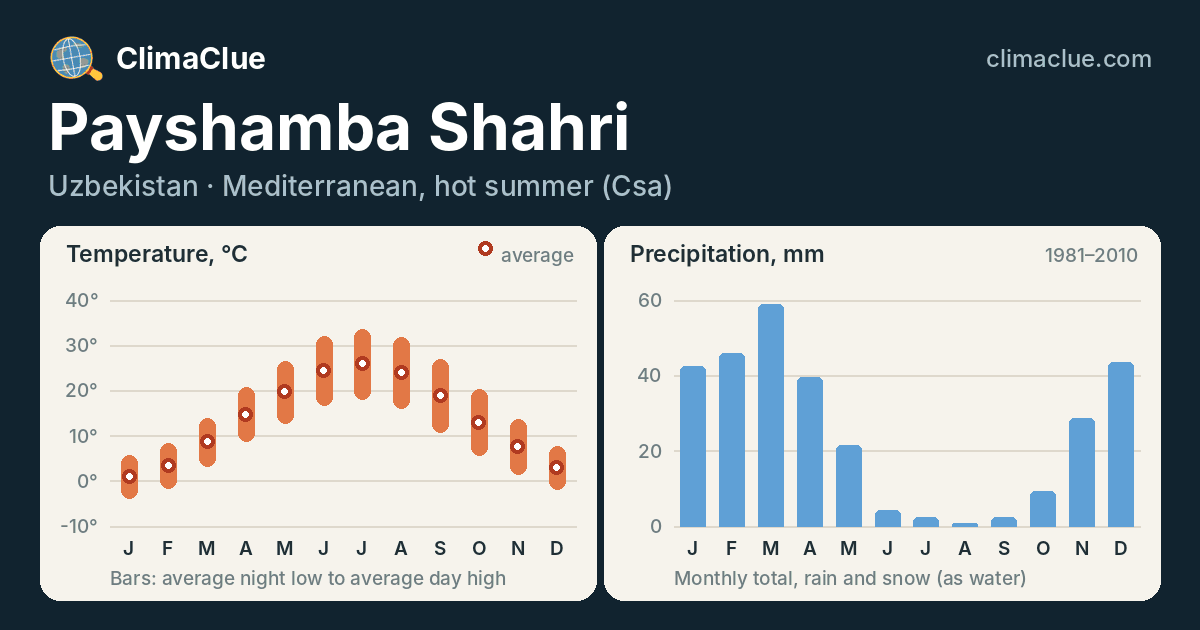 ClimaClue
climaclue.com
Payshamba Shahri
Uzbekistan · Mediterranean, hot summer (Csa)
Temperature, °C
average
40°
30°
20°
10°
0°
-10°
J F M A M J J A S O N D
Bars: average night low to average day high
Precipitation, mm
1981–2010
60
40
20
0
J F M A M J J A S O N D
Monthly total, rain and snow (as water)